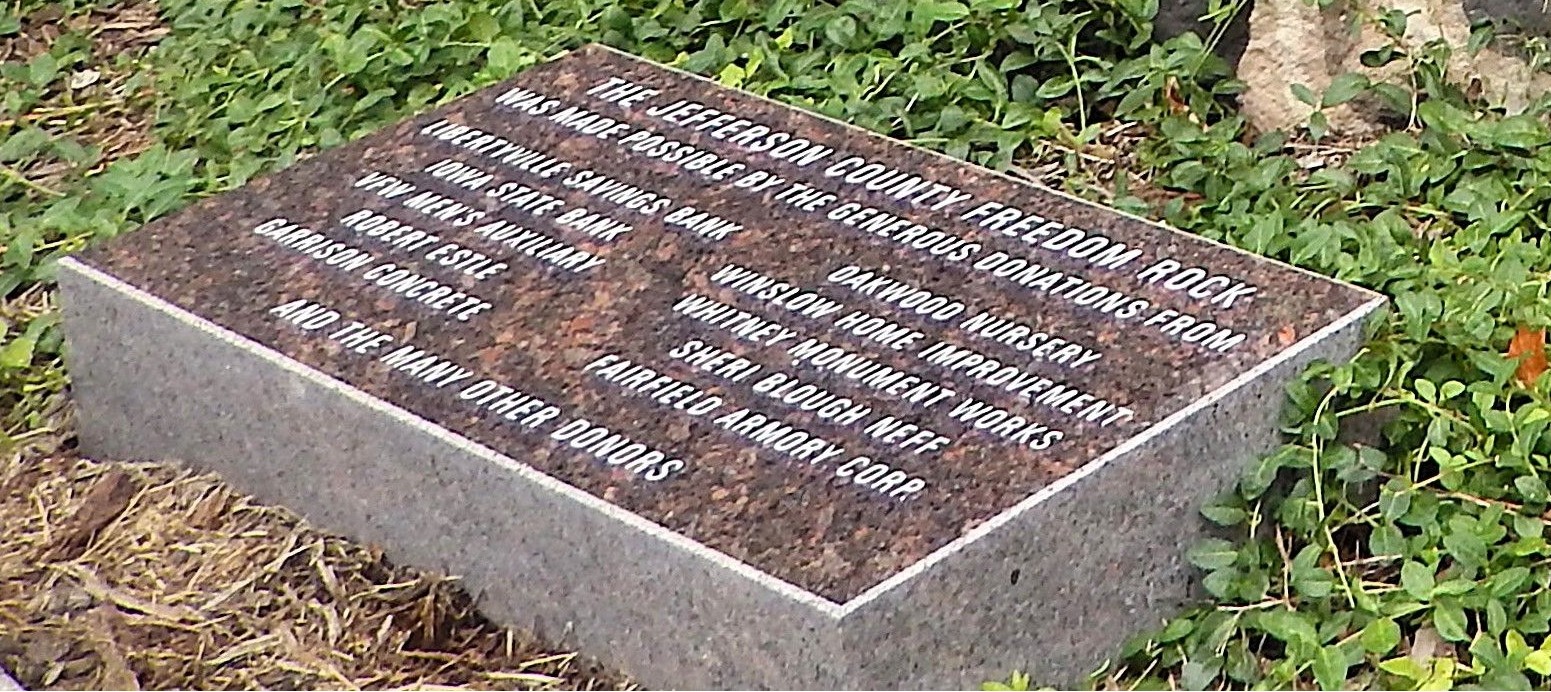 THE JEFFERSON COUNTY FREEDOM ROCK
WAS MADE POSSIBLE BY THE GENEROUS DONATIONS FROM
LIBERTYVILLE SAVINGS BANK
IOWA STATE BANK
VFW MEN'S AUXILIARY
ROBERT ESTLE
GARRISON CONCRETE
OAKWOOD NURSERY
WINSLOW HOME IMPROVEMENT
WHITNEY MONUMENT WORKS
SHERI BLOUGH NEFF
FAIRFIELD ARMORY CORP.
AND THE MANY OTHER DONORS